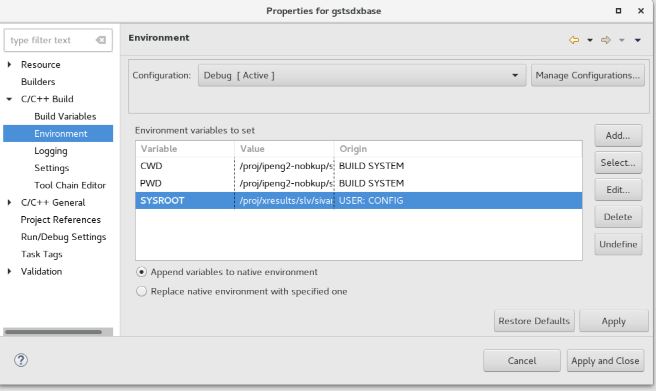 Properties for gstsdxbase
type filter text
Environment
Resource
Builders
C/C++ Build
Build Variables
Environment
Logging
Settings
Tool Chain Editor
C/C++ General
Project References
Run/Debug Settings
Task Tags
Validation
Configuration: Debug [ Active ] Manage Configurations...
Environment variables to set
Variable Value Origin
CWD /proj/ipeng2-nobkup/s BUILD SYSTEM
PWD /proj/ipeng2-nobkup/s BUILD SYSTEM
SYSROOT /proj/xresults/slv/sivar USER: CONFIG
Add...
Select...
Edit...
Delete
Undefine
Append variables to native environment
Replace native environment with specified one
Restore Defaults Apply
? Cancel Apply and Close